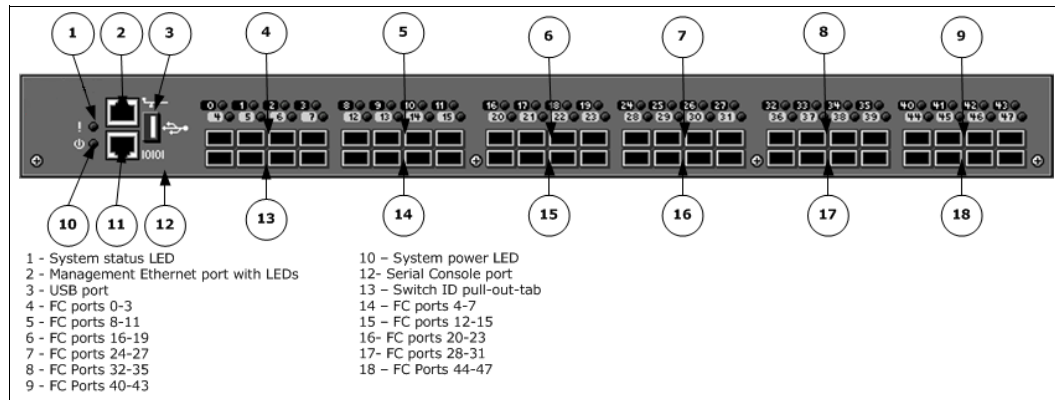 1 2 3 4 5 6 7 8 9
! 
0 1 2 3 8 9 10 11 16 17 18 19 24 25 26 27 32 33 34 35 40 41 42 43
4 5 6 7 12 13 14 15 20 21 22 23 28 29 30 31 36 37 38 39 44 45 46 47
10101
10 11 12 13 14 15 16 17 18
1 - System status LED
2 - Management Ethernet port with LEDs
3 - USB port
4 - FC ports 0-3
5 - FC ports 8-11
6 - FC ports 16-19
7 - FC ports 24-27
8 - FC Ports 32-35
9 - FC Ports 40-43
10 – System power LED
12- Serial Console port
13 – Switch ID pull-out-tab
14 – FC ports 4-7
15 – FC ports 12-15
16- FC ports 20-23
17- FC ports 28-31
18 – FC Ports 44-47